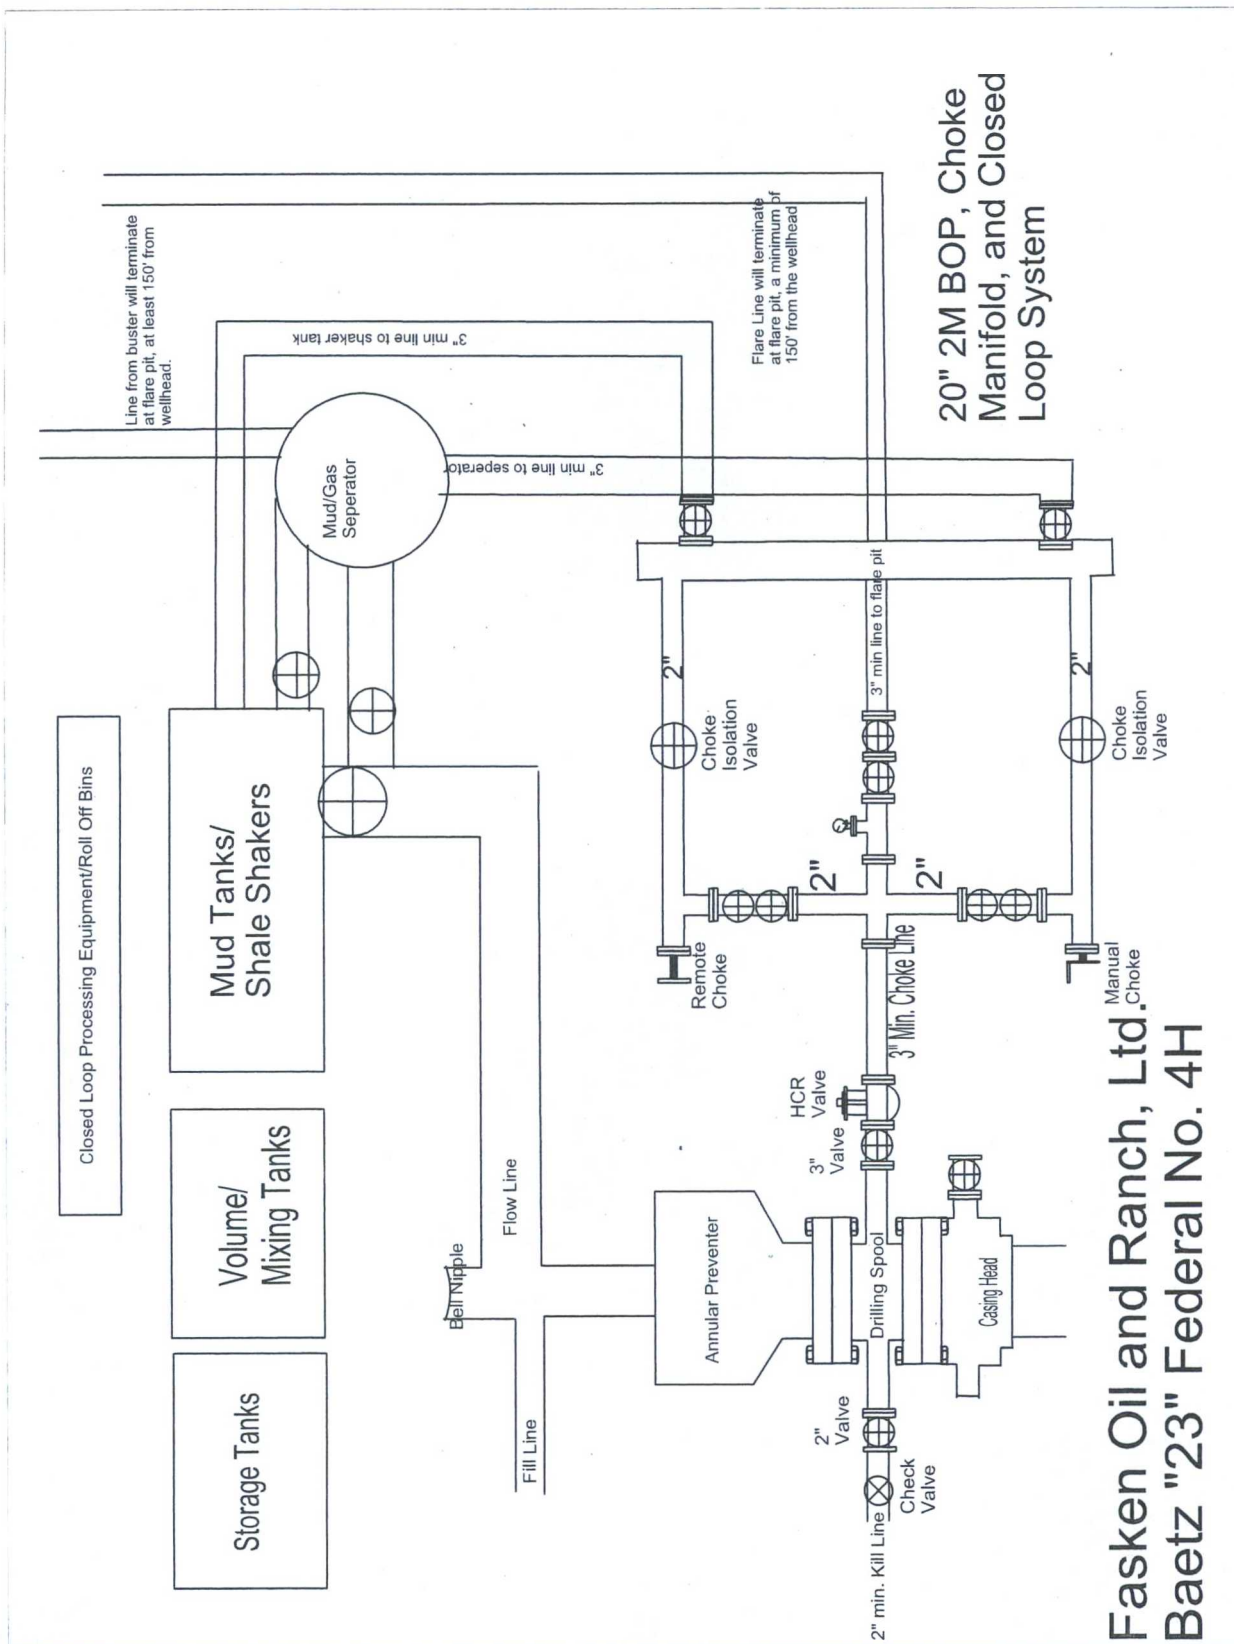 Closed Loop Processing Equipment/Roll Off Bins
Storage Tanks
Volume/
Mixing Tanks
Mud Tanks/
Shale Shakers
Line from buster will terminate
at flare pit, at least 150' from
wellhead.
3" min line to shaker tank
Mud/Gas
Seperator
3" min line to seperator
Flare Line will terminate
at flare pit, a minimum of
150' from the wellhead
Bell Nipple
Flow Line
Fill Line
Annular Preventer
Drilling Spool
Casing Head
2" min. Kill Line
Check
Valve
2"
Valve
3"
Valve
HCR
Valve
3" Min. Choke Line
Remote
Choke
2"
2"
Choke
Isolation
Valve
2"
3" min line to flare pit
Manual
Choke
Choke
Isolation
Valve
2"
20" 2M BOP, Choke
Manifold, and Closed
Loop System
Fasken Oil and Ranch, Ltd.
Baetz "23" Federal No. 4H